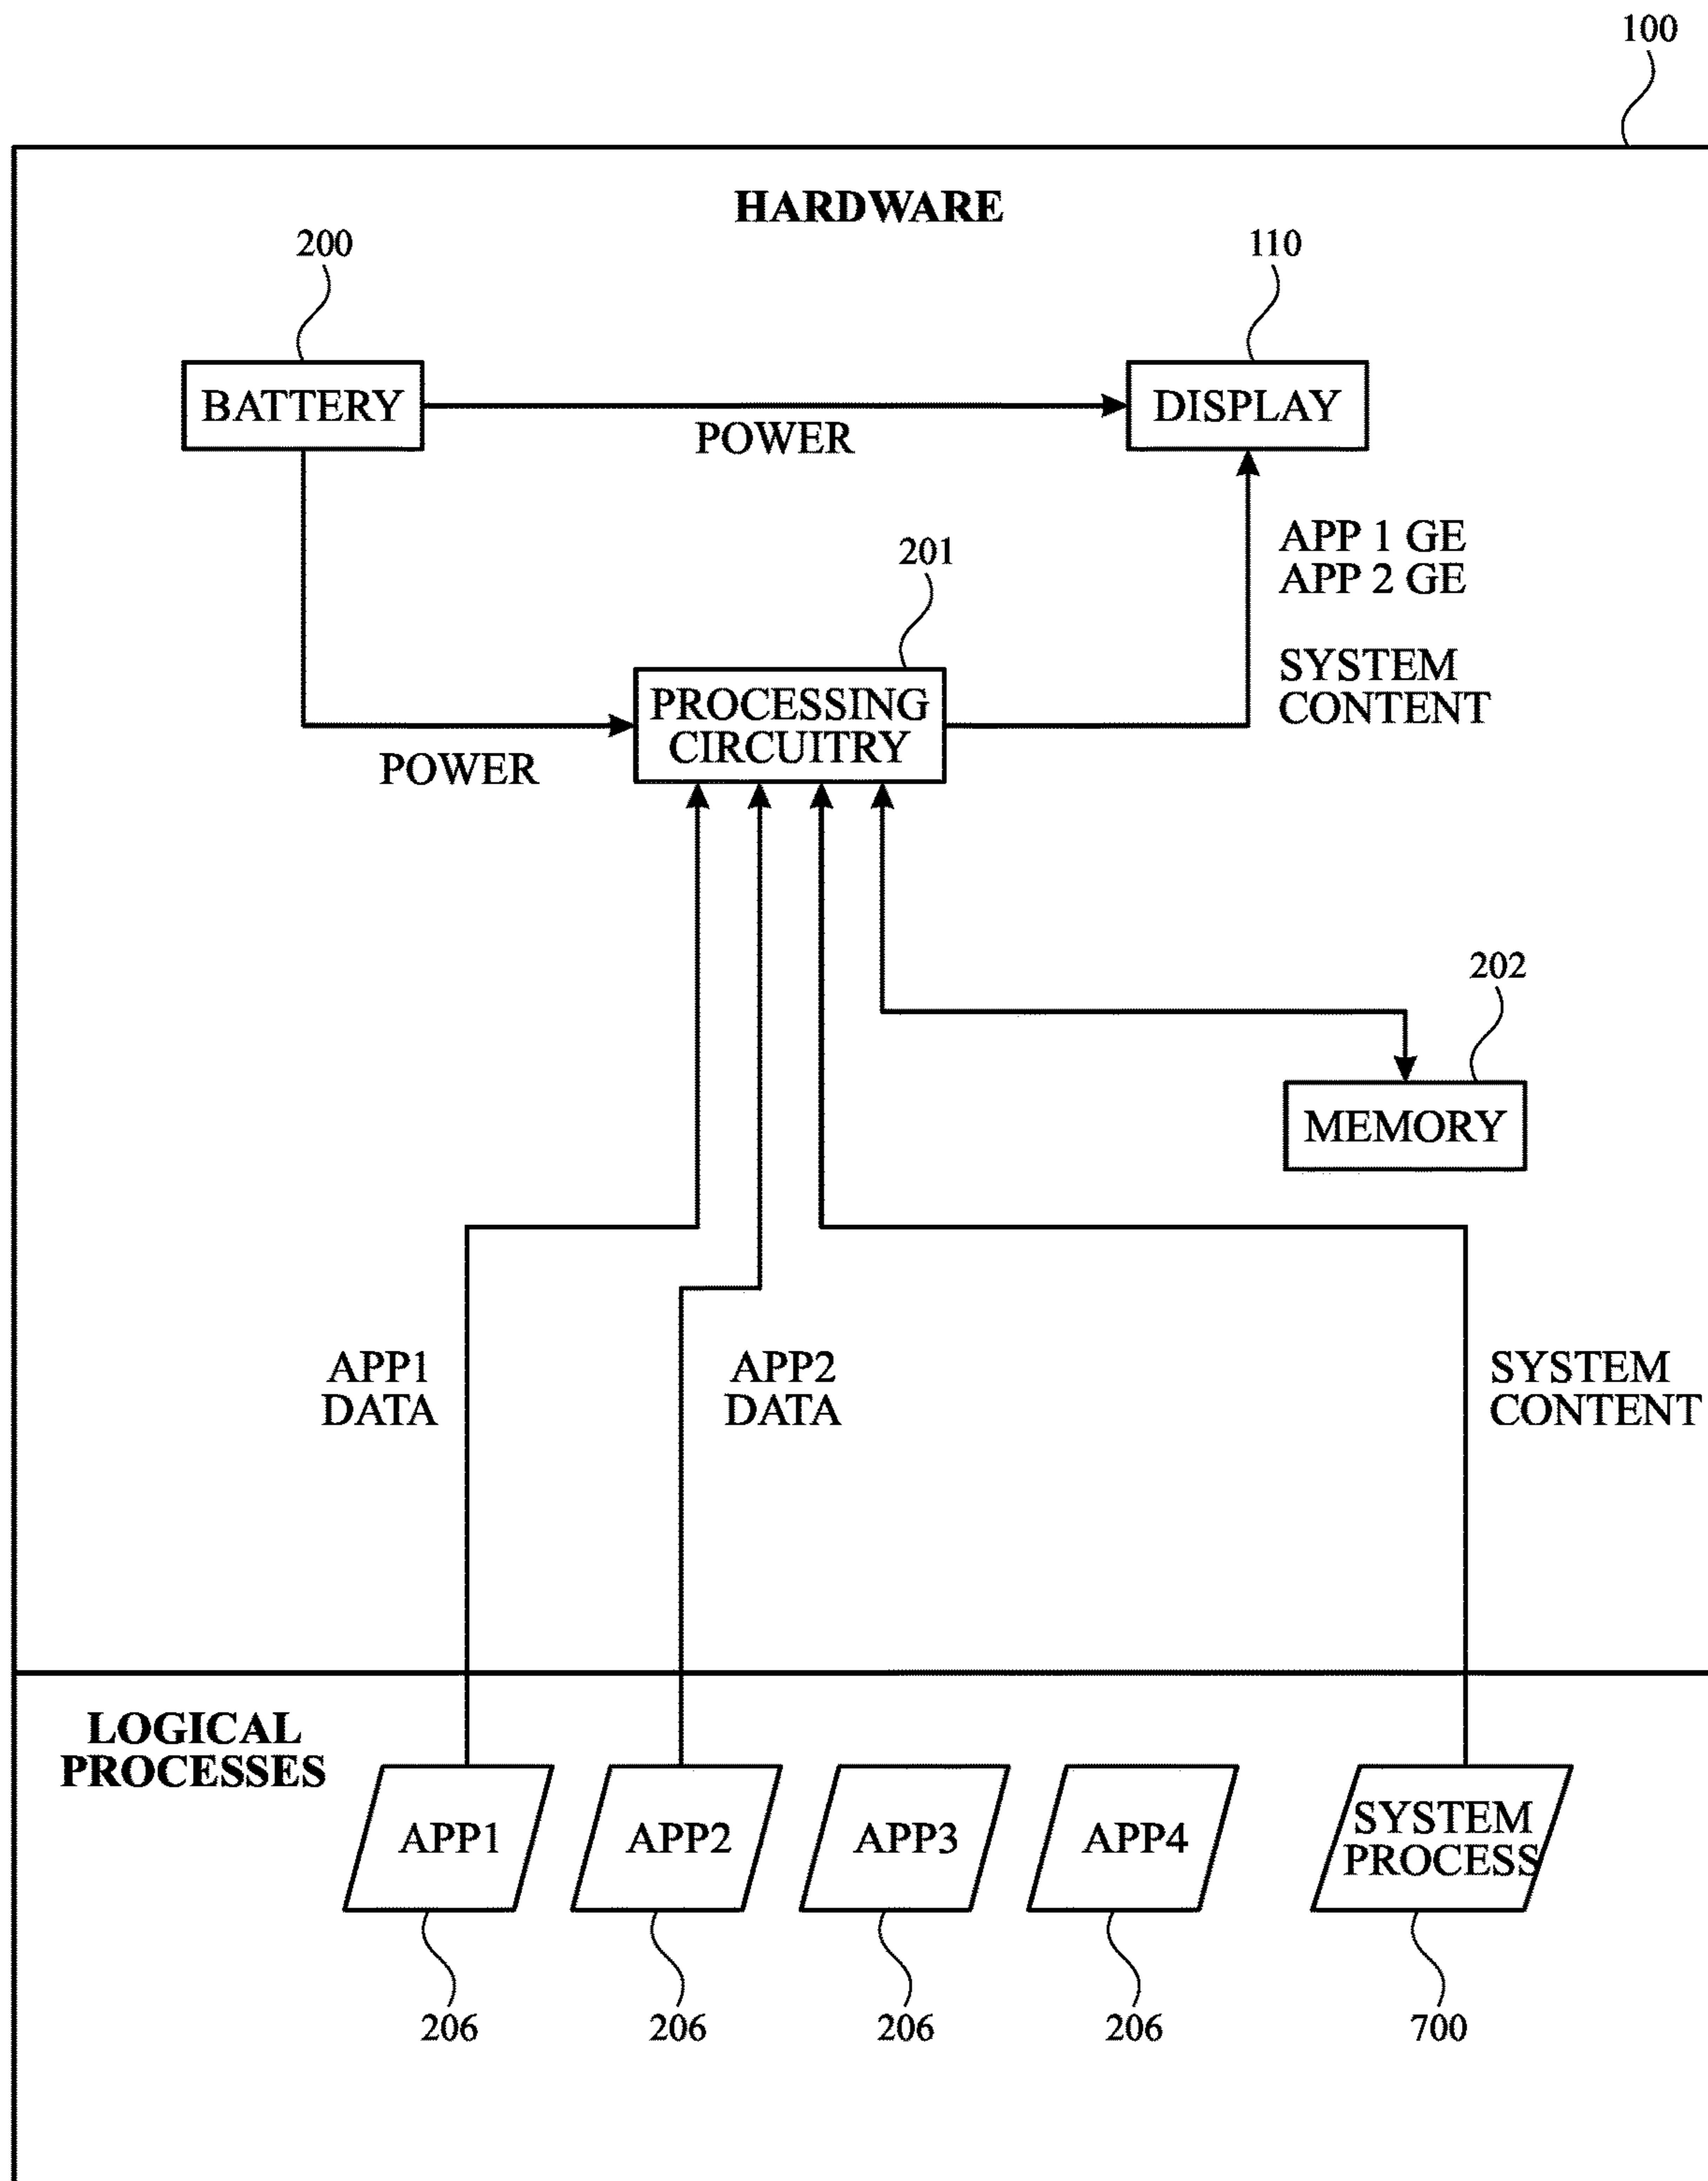 100
HARDWARE
200
110
BATTERY
DISPLAY
POWER
APP 1 GE
APP 2 GE
201
SYSTEM
CONTENT
PROCESSING
CIRCUITRY
POWER
202
MEMORY
APP1
DATA
APP2
DATA
SYSTEM
CONTENT
LOGICAL
PROCESSES
APP1
APP2
APP3
APP4
SYSTEM
PROCESS
206
206
206
206
700